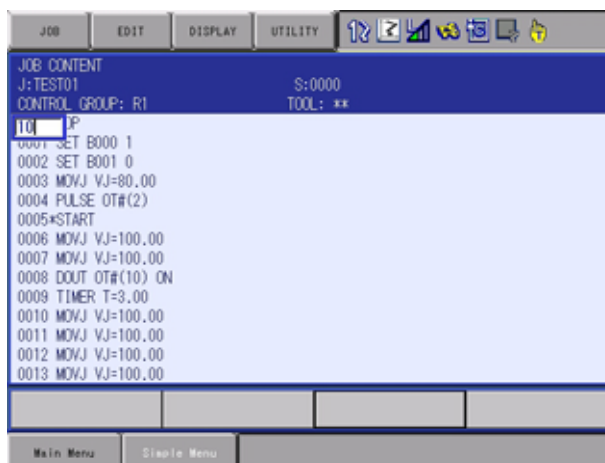 JOB EDIT DISPLAY UTILITY
JOB CONTENT
J:TEST01 S:0000
CONTROL GROUP: R1 TOOL: **
10 OP
0001 SET B000 1
0002 SET B001 0
0003 MOVJ VJ=80.00
0004 PULSE OT#(2)
0005*START
0006 MOVJ VJ=100.00
0007 MOVJ VJ=100.00
0008 DOUT OT#(10) ON
0009 TIMER T=3.00
0010 MOVJ VJ=100.00
0011 MOVJ VJ=100.00
0012 MOVJ VJ=100.00
0013 MOVJ VJ=100.00
Main Menu Simple Menu